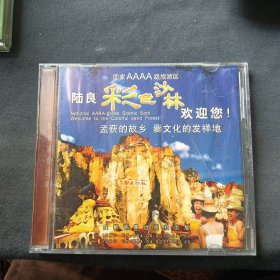 国家AAAA级旅游区
陆良 彩色沙林 欢迎您！
National AAAA-grade Scenic Spot
Welcome to the Colorful Sand Forest
孟获的故乡 爨文化的发祥地